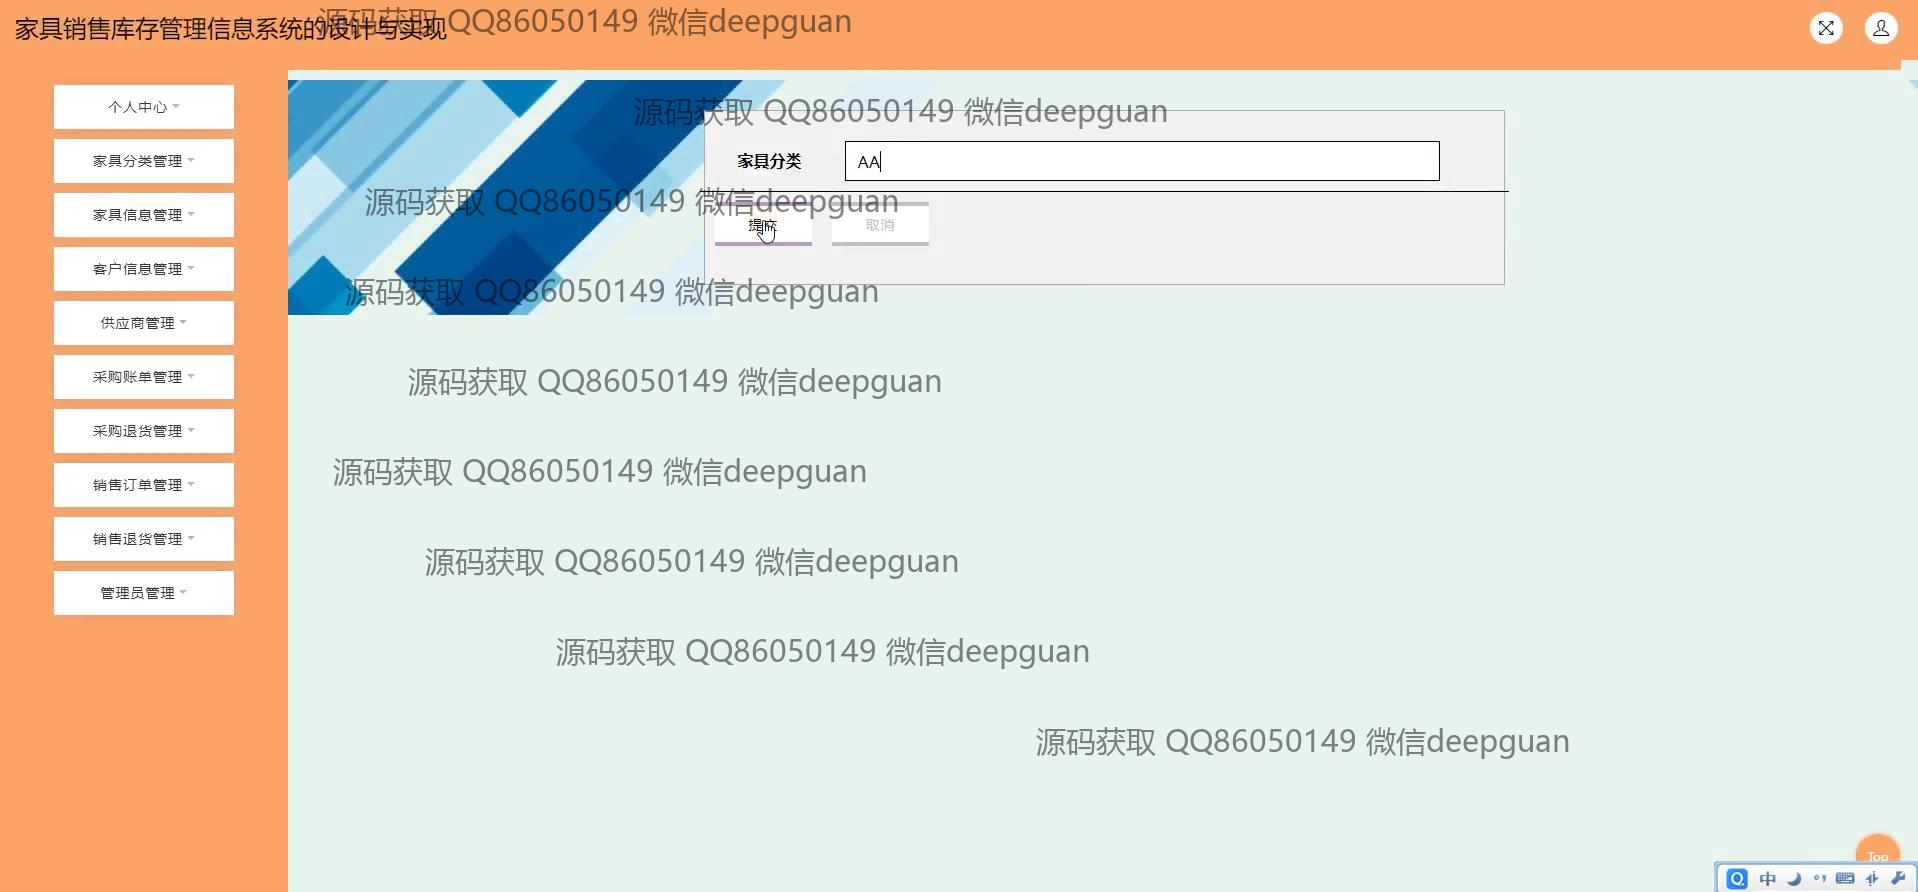 家具销售库存管理信息系统的设计与实现
源码获取 QQ86050149 微信deepguan
个人中心
家具分类管理
家具信息管理
客户信息管理
供应商管理
采购账单管理
采购退货管理
销售订单管理
销售退货管理
管理员管理
源码获取 QQ86050149 微信deepguan
家具分类 AA
源码获取 QQ86050149 微信deepguan
提交 取消
源码获取 QQ86050149 微信deepguan
源码获取 QQ86050149 微信deepguan
源码获取 QQ86050149 微信deepguan
源码获取 QQ86050149 微信deepguan
源码获取 QQ86050149 微信deepguan
源码获取 QQ86050149 微信deepguan
Top
中